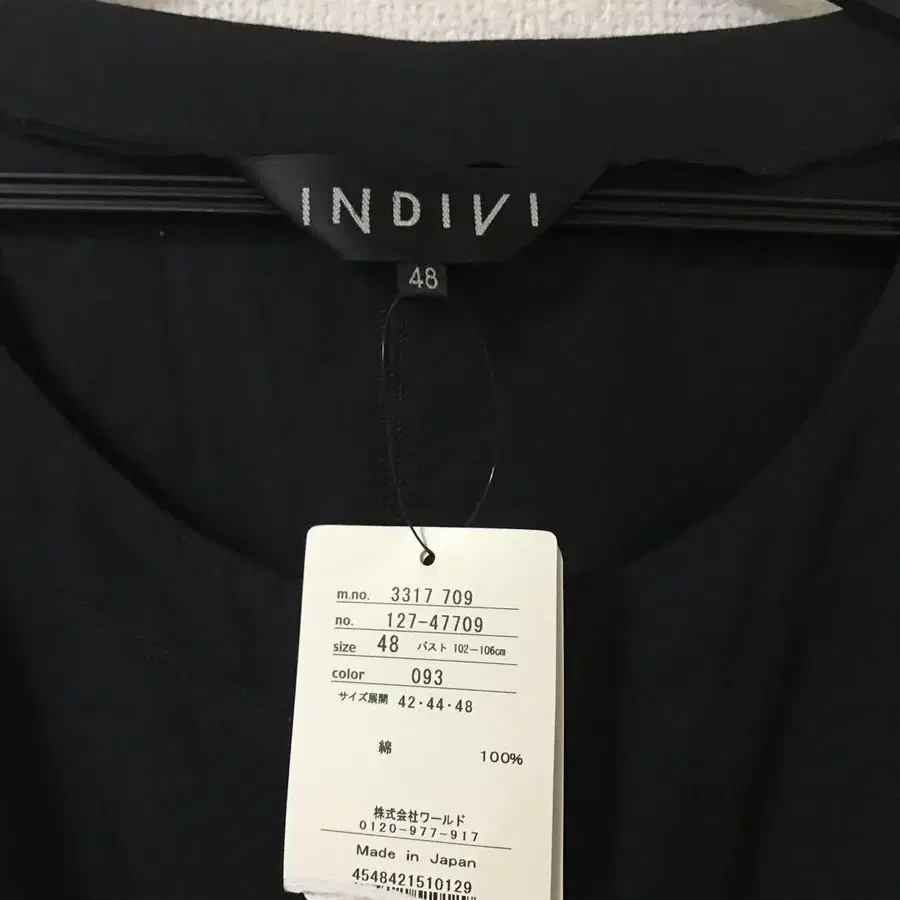 INDIVI
48
m.no. 3317 709
no. 127-47709
size 48 バスト 102-106cm
color 093
サイズ展開 42・44・48
綿 100%
株式会社ワールド
0120-977-917
Made in Japan
4548421510129